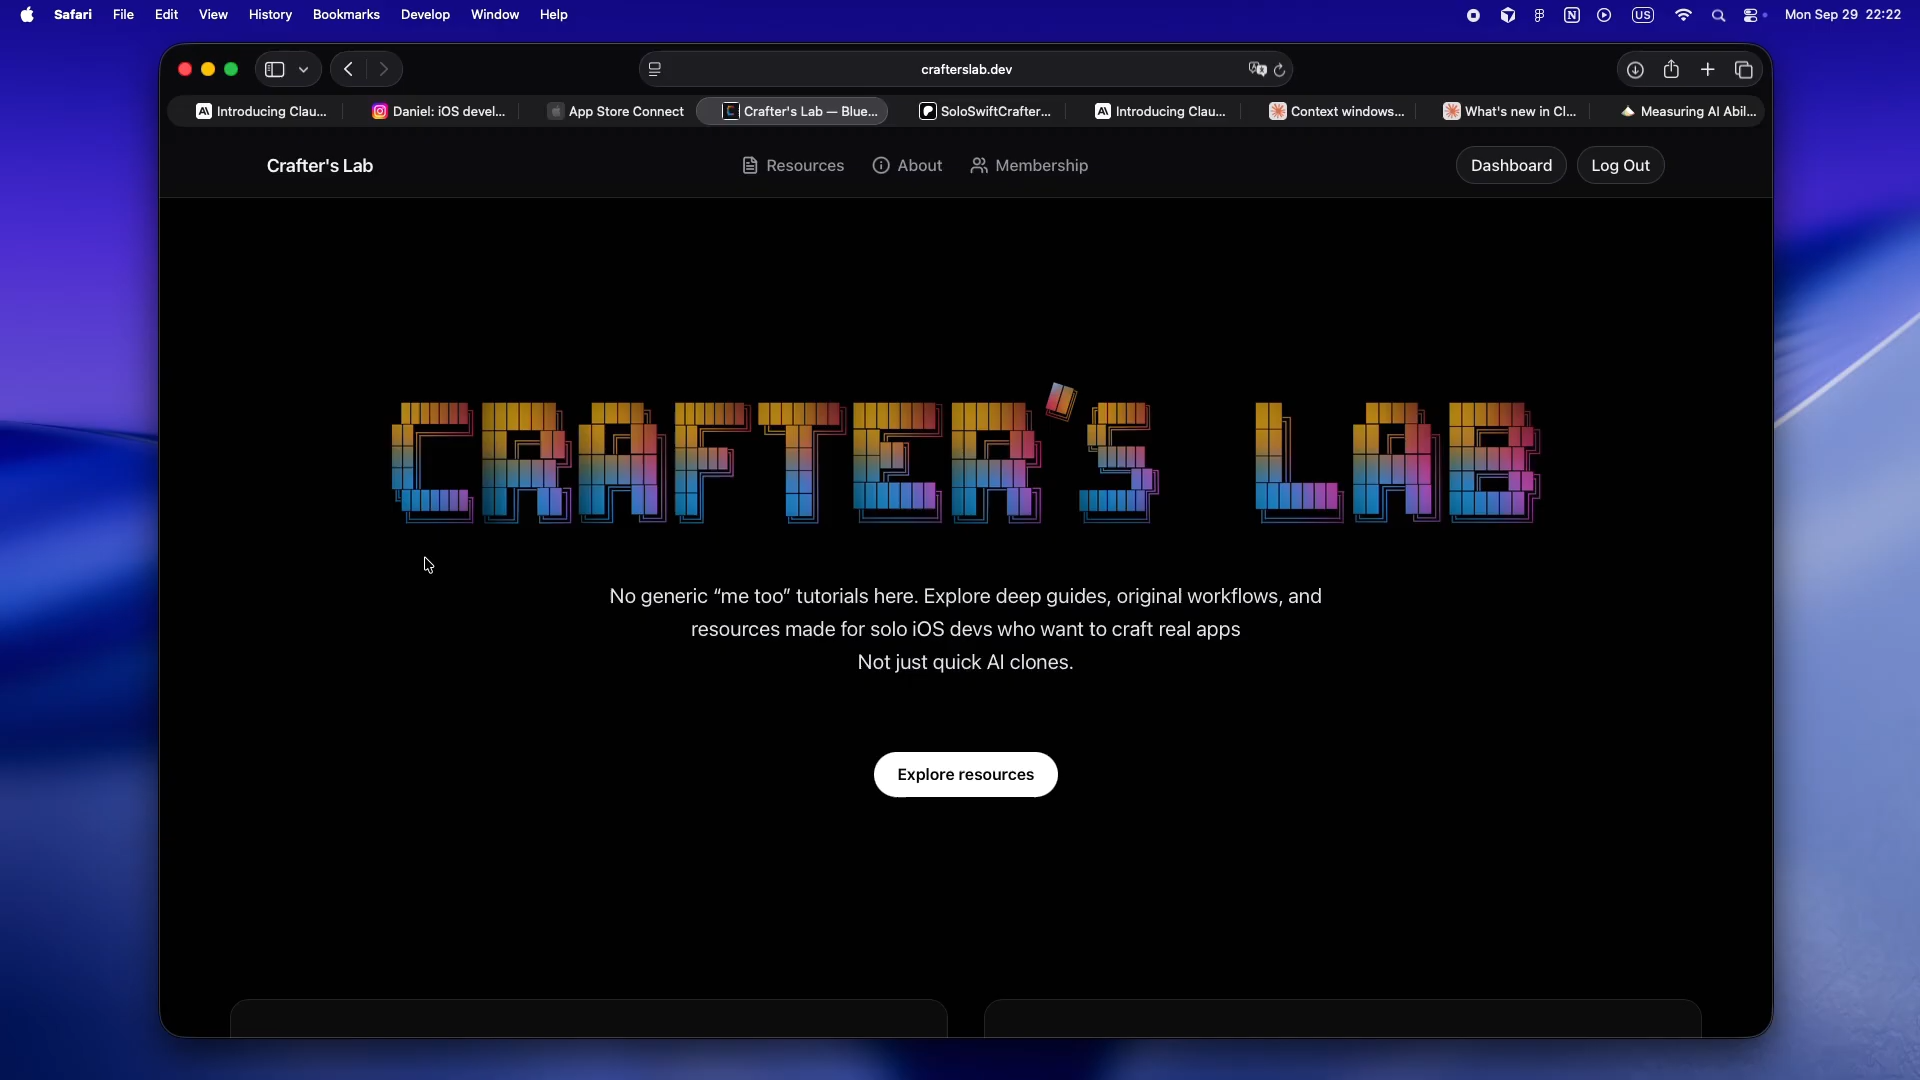 Safari File Edit View History Bookmarks Develop Window Help US Mon Sep 29 22:22
crafterslab.dev
Introducing Clau... Daniel: iOS devel... App Store Connect Crafter's Lab — Blue... SoloSwiftCrafter... Introducing Clau... Context windows... What's new in Cl... Measuring AI Abil...
Crafter's Lab Resources About Membership Dashboard Log Out
CRAFTER'S LAB
No generic “me too” tutorials here. Explore deep guides, original workflows, and
resources made for solo iOS devs who want to craft real apps
Not just quick AI clones.
Explore resources